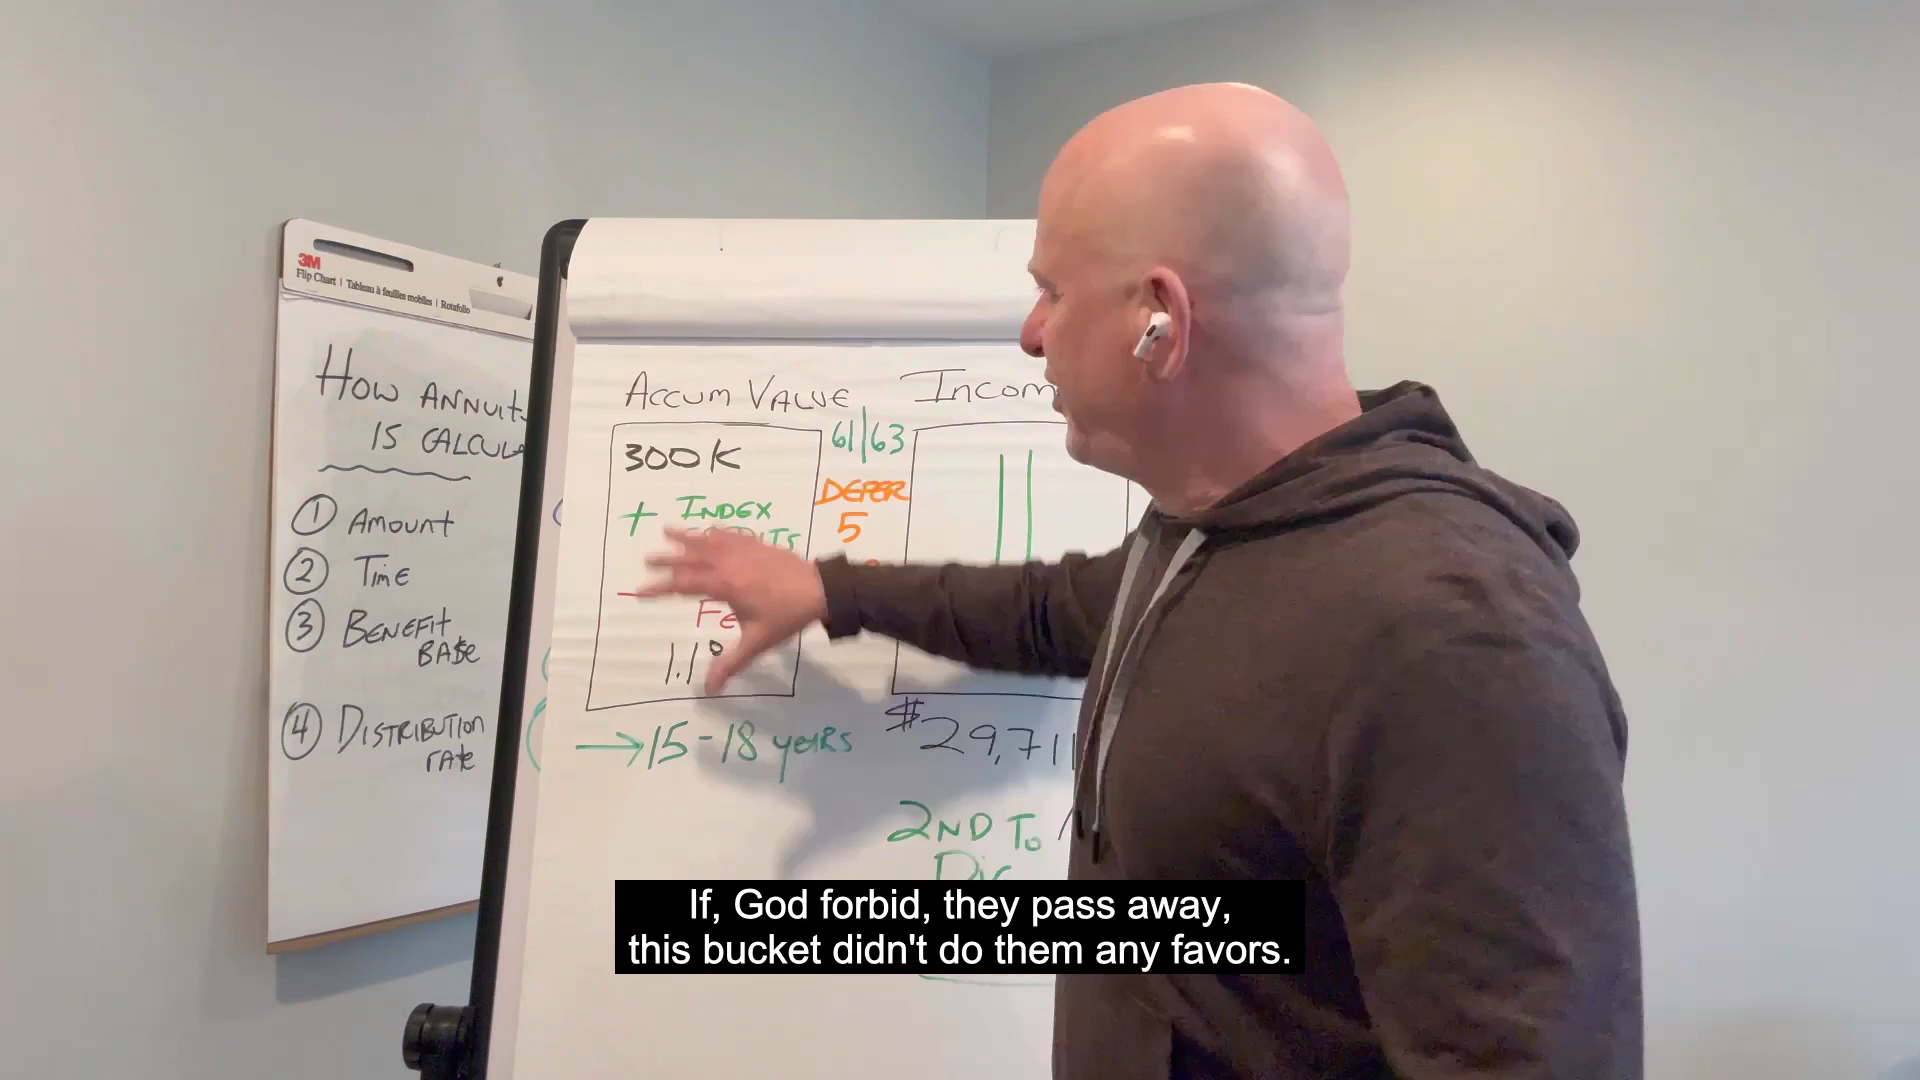 3M
Flip Chart | Tableau à feuilles mobiles | Rotafolio
HOW ANNUIT
IS CALCUL
1 AMOUNT
2 TIME
3 BENEFIT
BASE
4 DISTRIBUTION
RATE
ACCUM VALUE
INCOM
61||63
300K
DEFER
5
+ INDEX
-
1.1
→ 15-18 YEARS
$29,711
2ND TO
If, God forbid, they pass away,
this bucket didn't do them any favors.